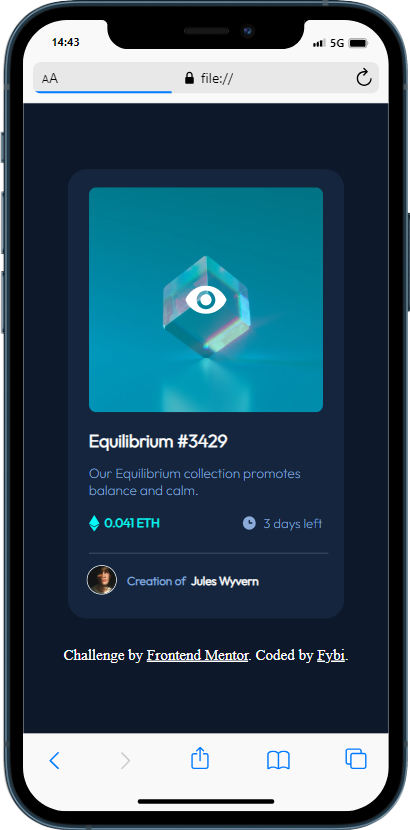 14:43
5G
AA
file://
Equilibrium #3429
Our Equilibrium collection promotes
balance and calm.
0.041 ETH
3 days left
Creation of Jules Wyvern
Challenge by Frontend Mentor. Coded by Fybi.